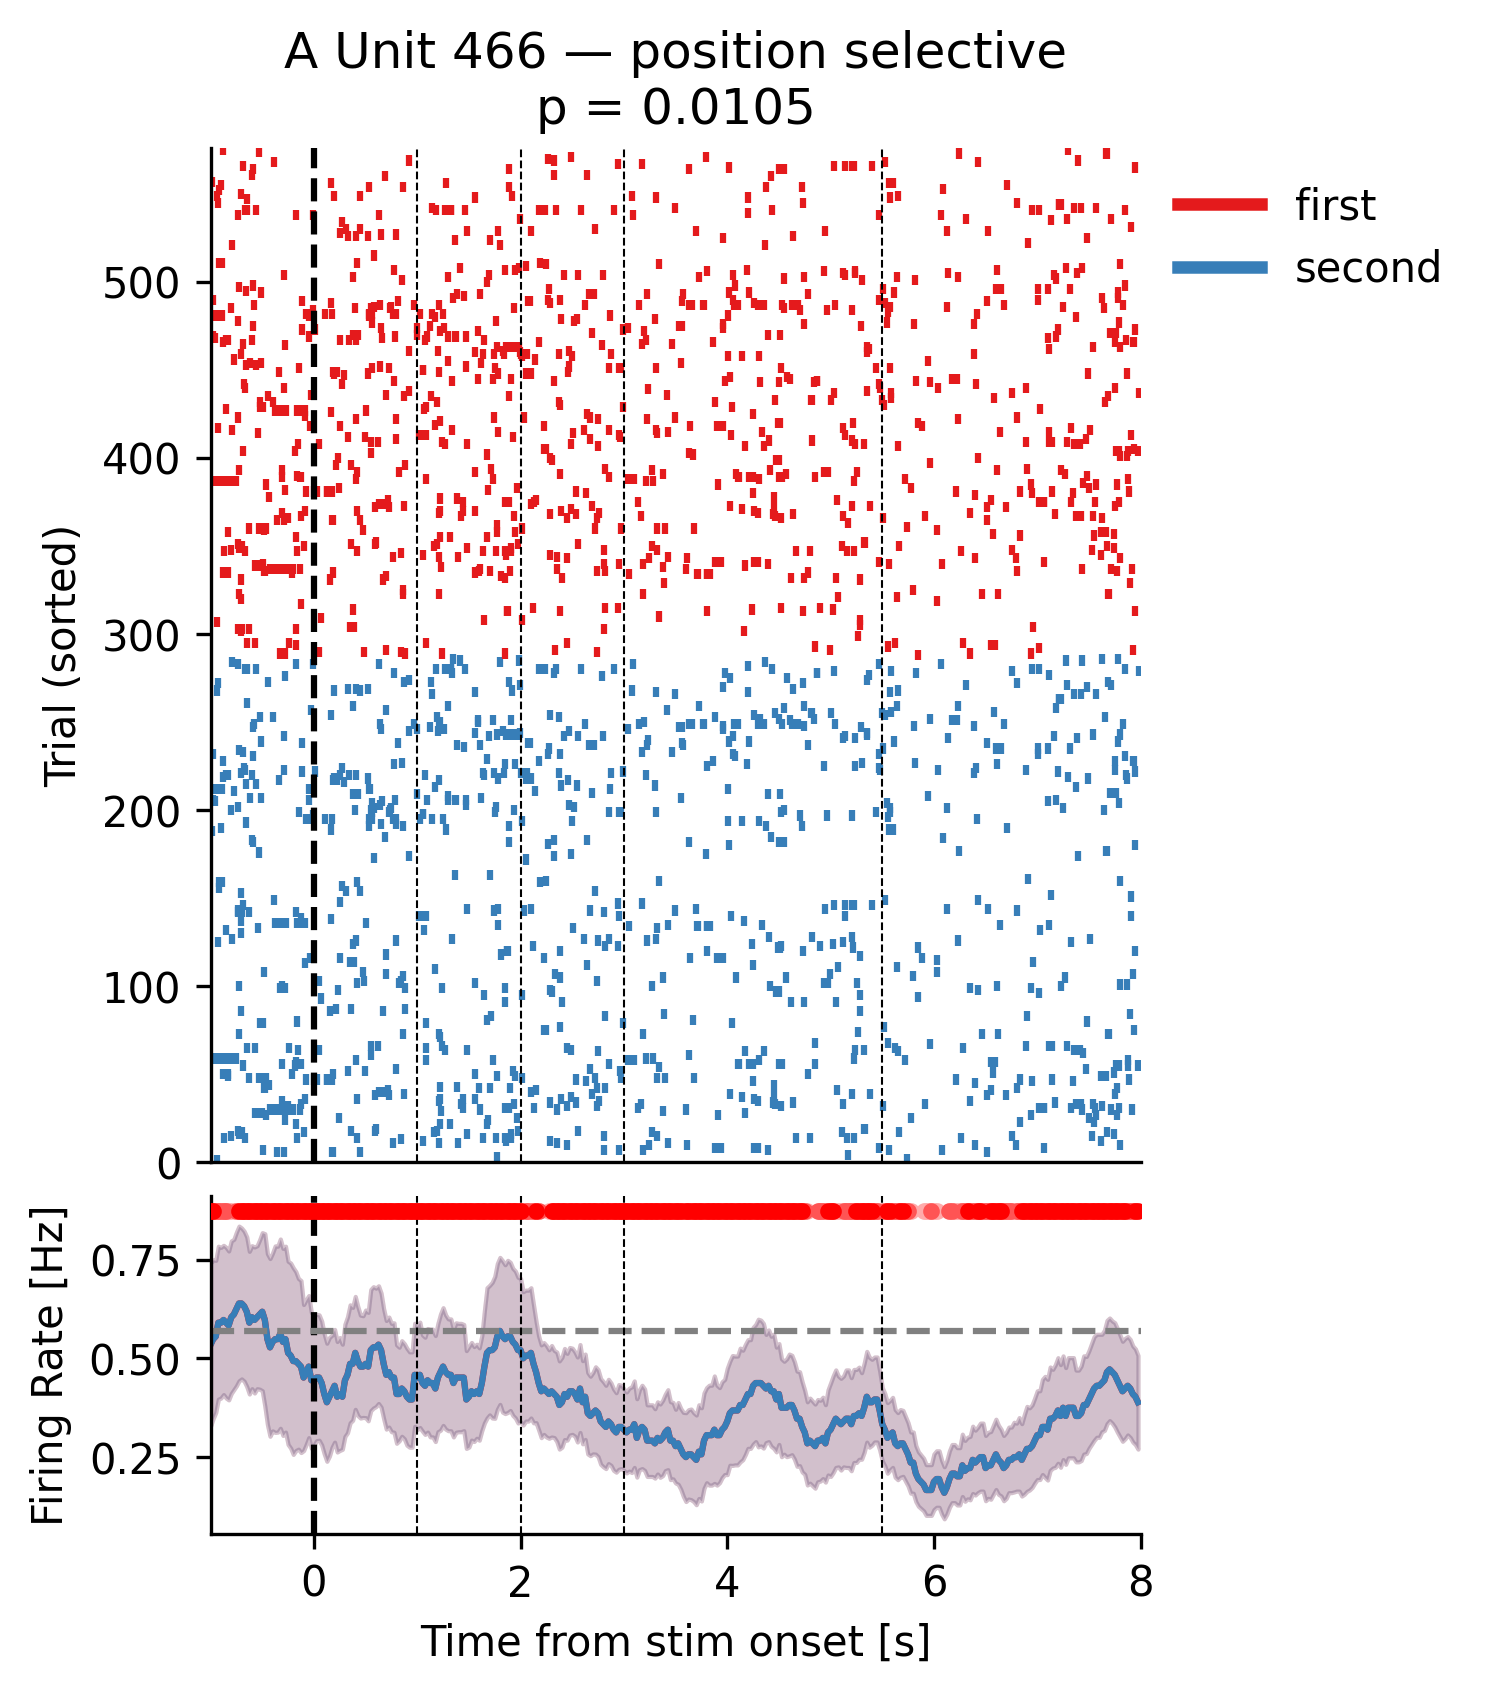 A Unit 466 — position selective
p = 0.0105
first
second
Trial (sorted)
500
400
300
200
100
0
Firing Rate [Hz]
0.75
0.50
0.25
0 2 4 6 8
Time from stim onset [s]